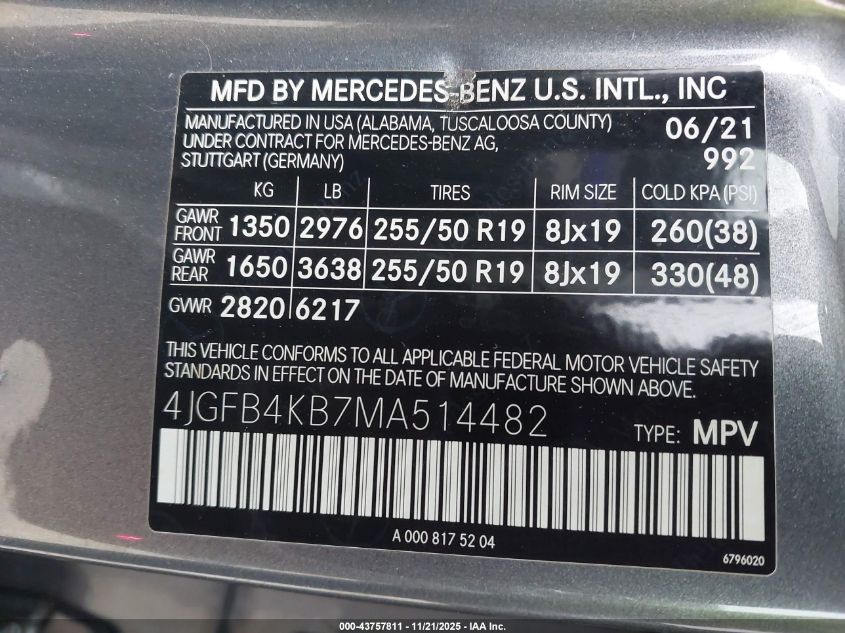 MFD BY MERCEDES-BENZ U.S. INTL., INC
MANUFACTURED IN USA (ALABAMA, TUSCALOOSA COUNTY) 06/21
UNDER CONTRACT FOR MERCEDES-BENZ AG,
STUTTGART (GERMANY) 992
KG LB TIRES RIM SIZE COLD KPA (PSI)
GAWR FRONT 1350 2976 255/50 R19 8Jx19 260(38)
GAWR REAR 1650 3638 255/50 R19 8Jx19 330(48)
GVWR 2820 6217
THIS VEHICLE CONFORMS TO ALL APPLICABLE FEDERAL MOTOR VEHICLE SAFETY
STANDARDS IN EFFECT ON THE DATE OF MANUFACTURE SHOWN ABOVE.
4JGFB4KB7MA514482 TYPE: MPV
A 000 817 52 04
6796020
000-43757811 - 11/21/2025 - IAA Inc.